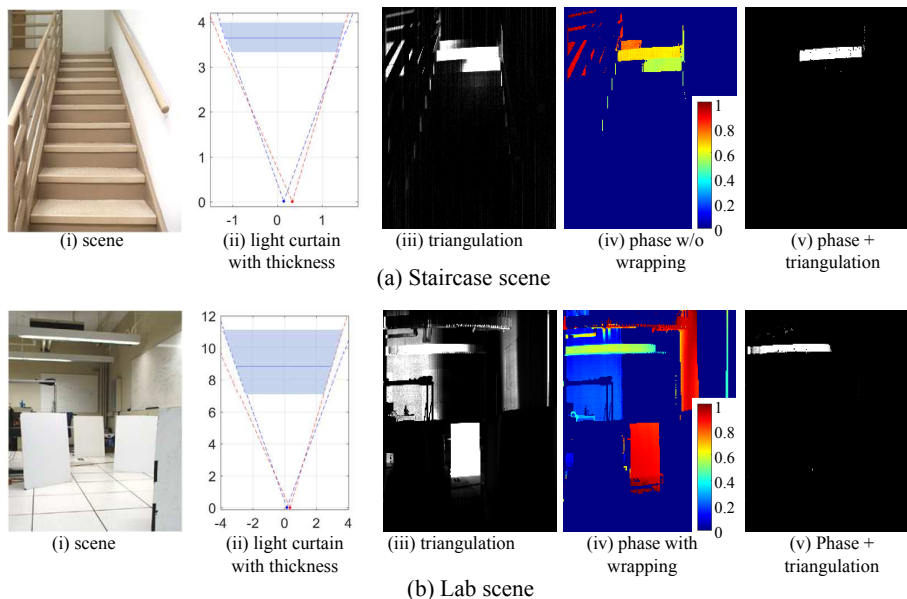 4
3
2
1
0
-1
0
1
1
0.8
0.6
0.4
0.2
0
(i) scene
(ii) light curtain
with thickness
(iii) triangulation
(iv) phase w/o
wrapping
(v) phase +
triangulation
(a) Staircase scene
12
10
8
6
4
2
0
-4
-2
0
2
4
1
0.8
0.6
0.4
0.2
0
(i) scene
(ii) light curtain
with thickness
(iii) triangulation
(iv) phase with
wrapping
(v) Phase +
triangulation
(b) Lab scene